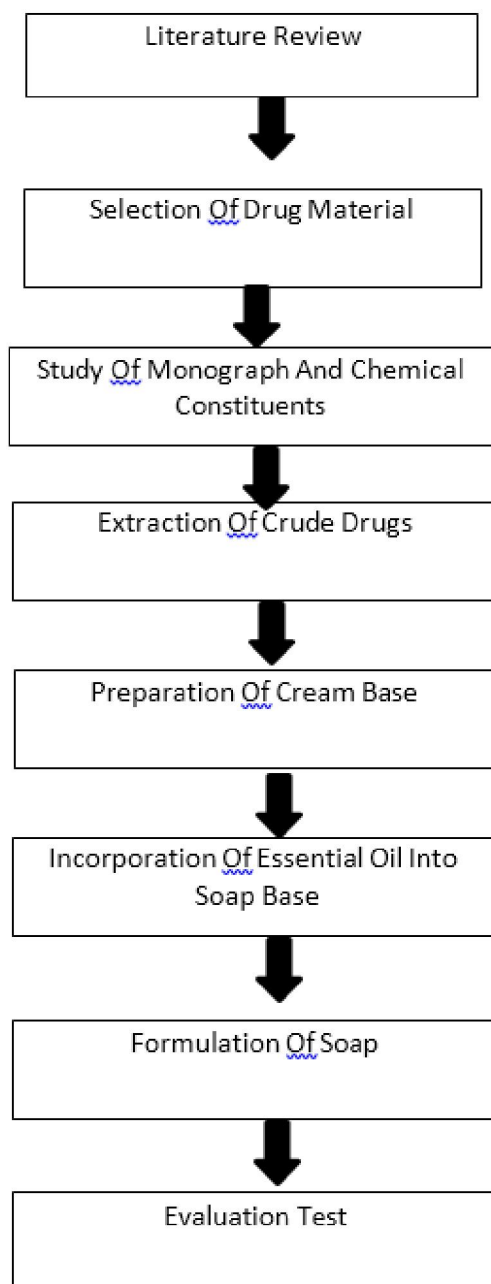 Literature Review
Selection Of Drug Material
Study Of Monograph And Chemical
Constituents
Extraction Of Crude Drugs
Preparation Of Cream Base
Incorporation Of Essential Oil Into
Soap Base
Formulation Of Soap
Evaluation Test